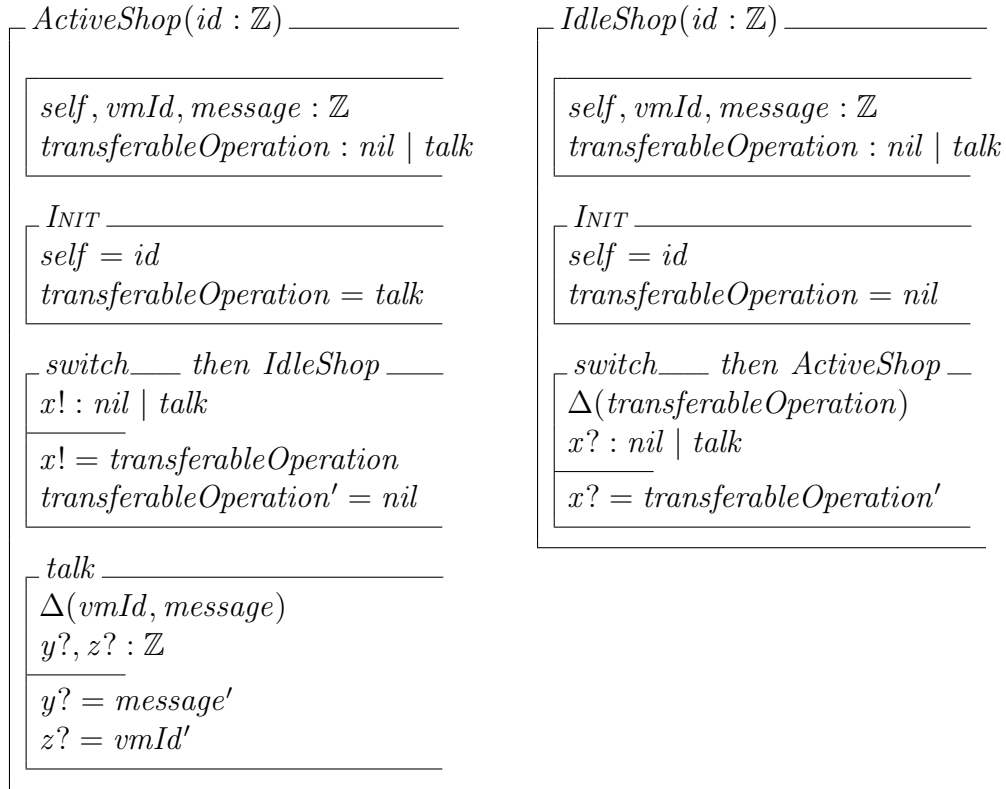 ActiveShop(id : ℤ)
self, vmId, message : ℤ
transferableOperation : nil | talk
INIT
self = id
transferableOperation = talk
switch then IdleShop
x! : nil | talk
x! = transferableOperation
transferableOperation′ = nil
talk
Δ(vmId, message)
y?, z? : ℤ
y? = message′
z? = vmId′
IdleShop(id : ℤ)
self, vmId, message : ℤ
transferableOperation : nil | talk
INIT
self = id
transferableOperation = nil
switch then ActiveShop
Δ(transferableOperation)
x? : nil | talk
x? = transferableOperation′